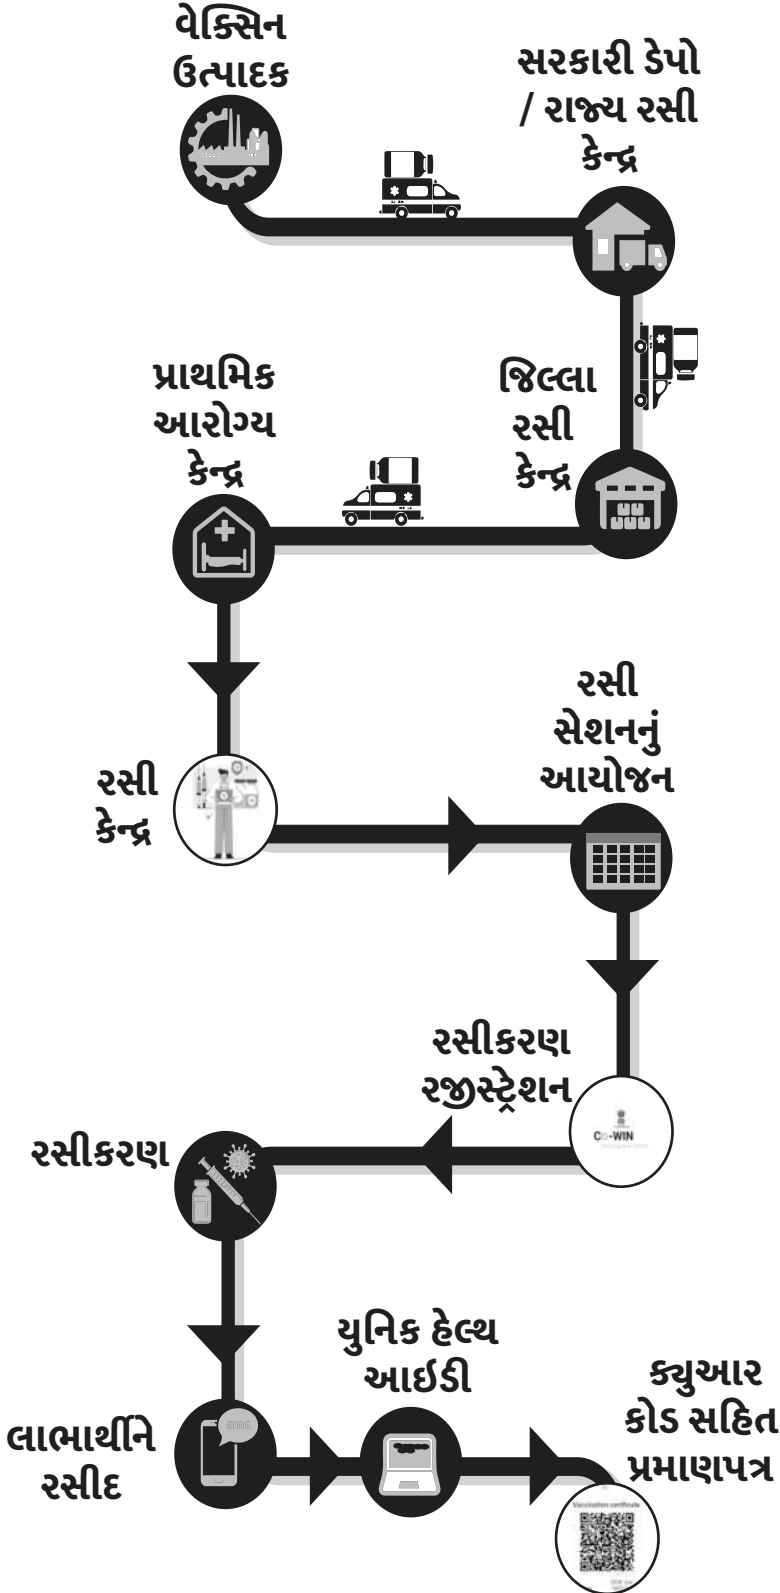 વેક્સિન
ઉત્પાદક
સરકારી ડેપો
/ રાજ્ય રસી
કેન્દ્ર
જિલ્લા
રસી
કેન્દ્ર
પ્રાથમિક
આરોગ્ય
કેન્દ્ર
રસી
કેન્દ્ર
રસી
સેશનનું
આયોજન
રસીકરણ
રજીસ્ટ્રેશન
Co-WIN
રસીકરણ
લાભાર્થીને
રસીદ
sms
યુનિક હેલ્થ
આઇડી
ક્યુઆર
કોડ સહિત
પ્રમાણપત્ર
Vaccination certificate